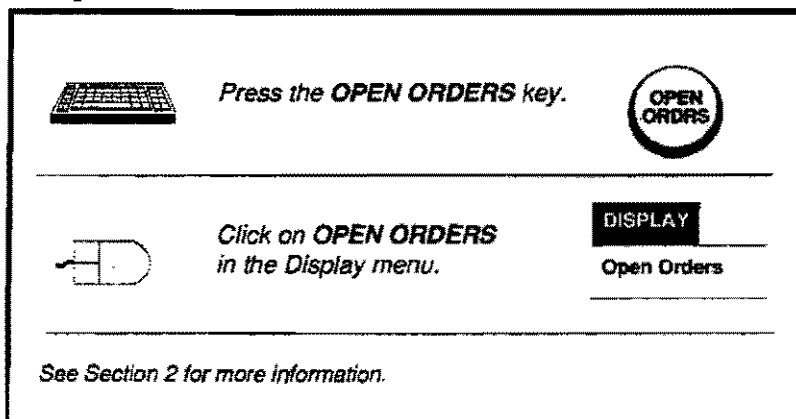 Press the OPEN ORDERS key.
OPEN
ORDRS
Click on OPEN ORDERS
in the Display menu.
DISPLAY
Open Orders
See Section 2 for more information.